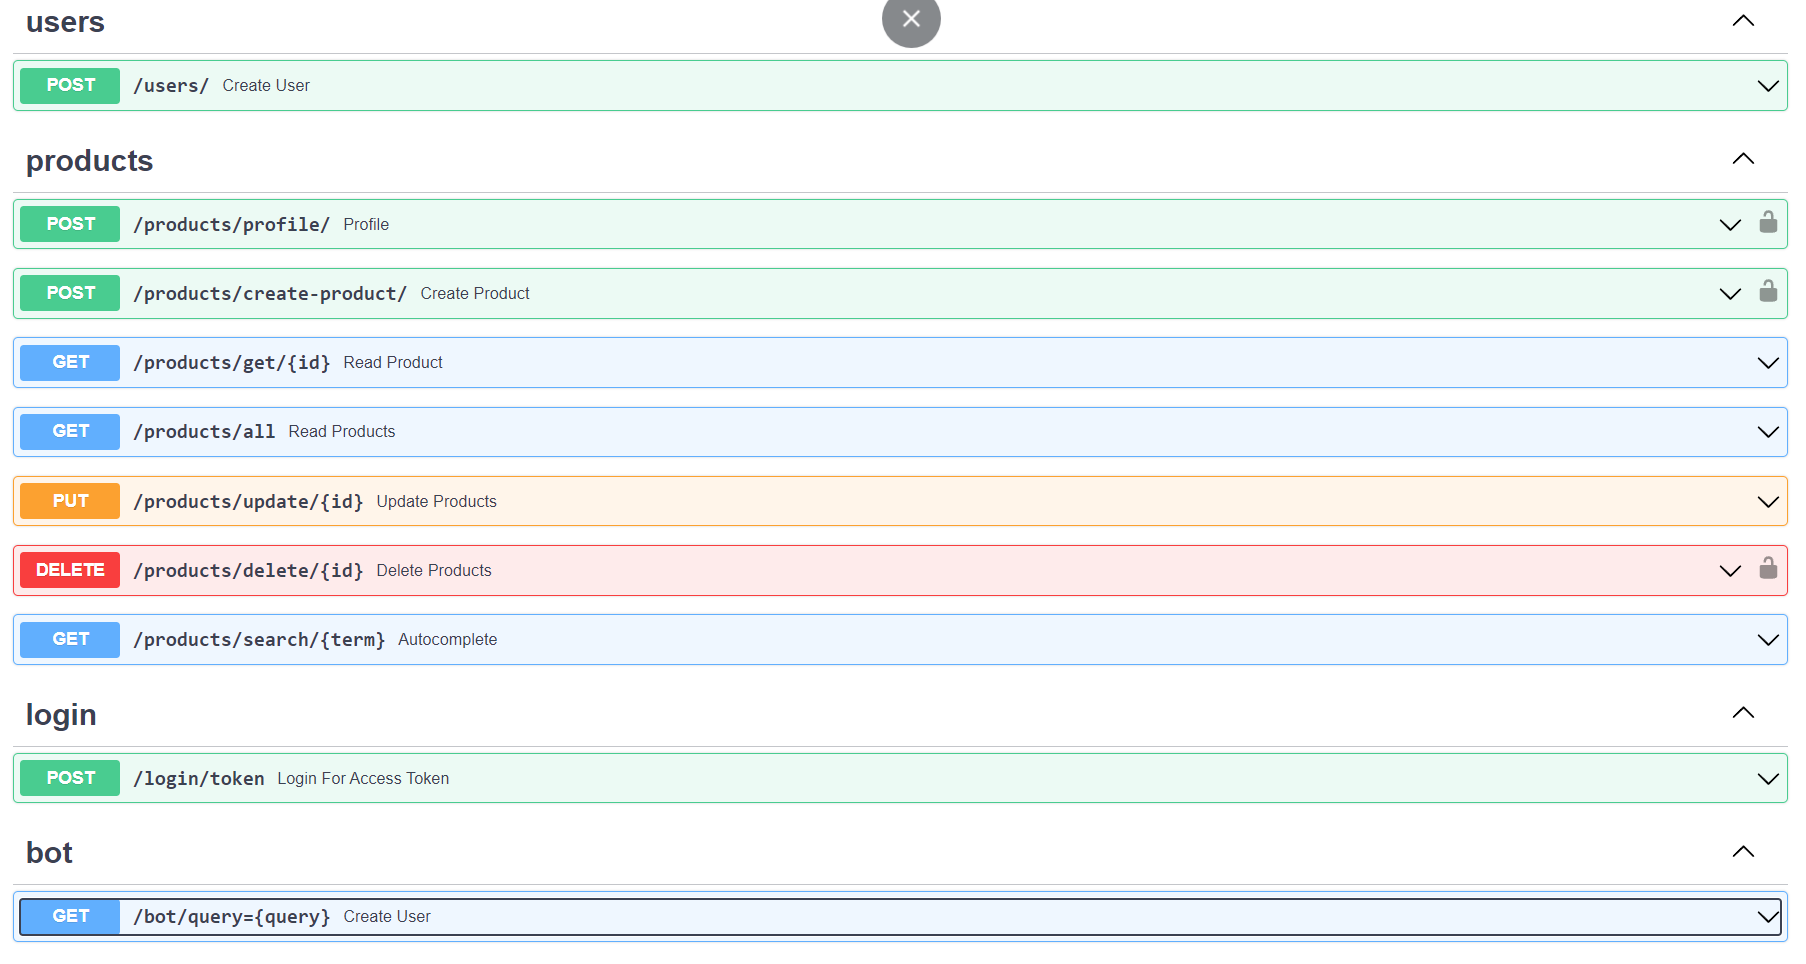 users
POST /users/ Create User
products
POST /products/profile/ Profile
POST /products/create-product/ Create Product
GET /products/get/{id} Read Product
GET /products/all Read Products
PUT /products/update/{id} Update Products
DELETE /products/delete/{id} Delete Products
GET /products/search/{term} Autocomplete
login
POST /login/token Login For Access Token
bot
GET /bot/query={query} Create User